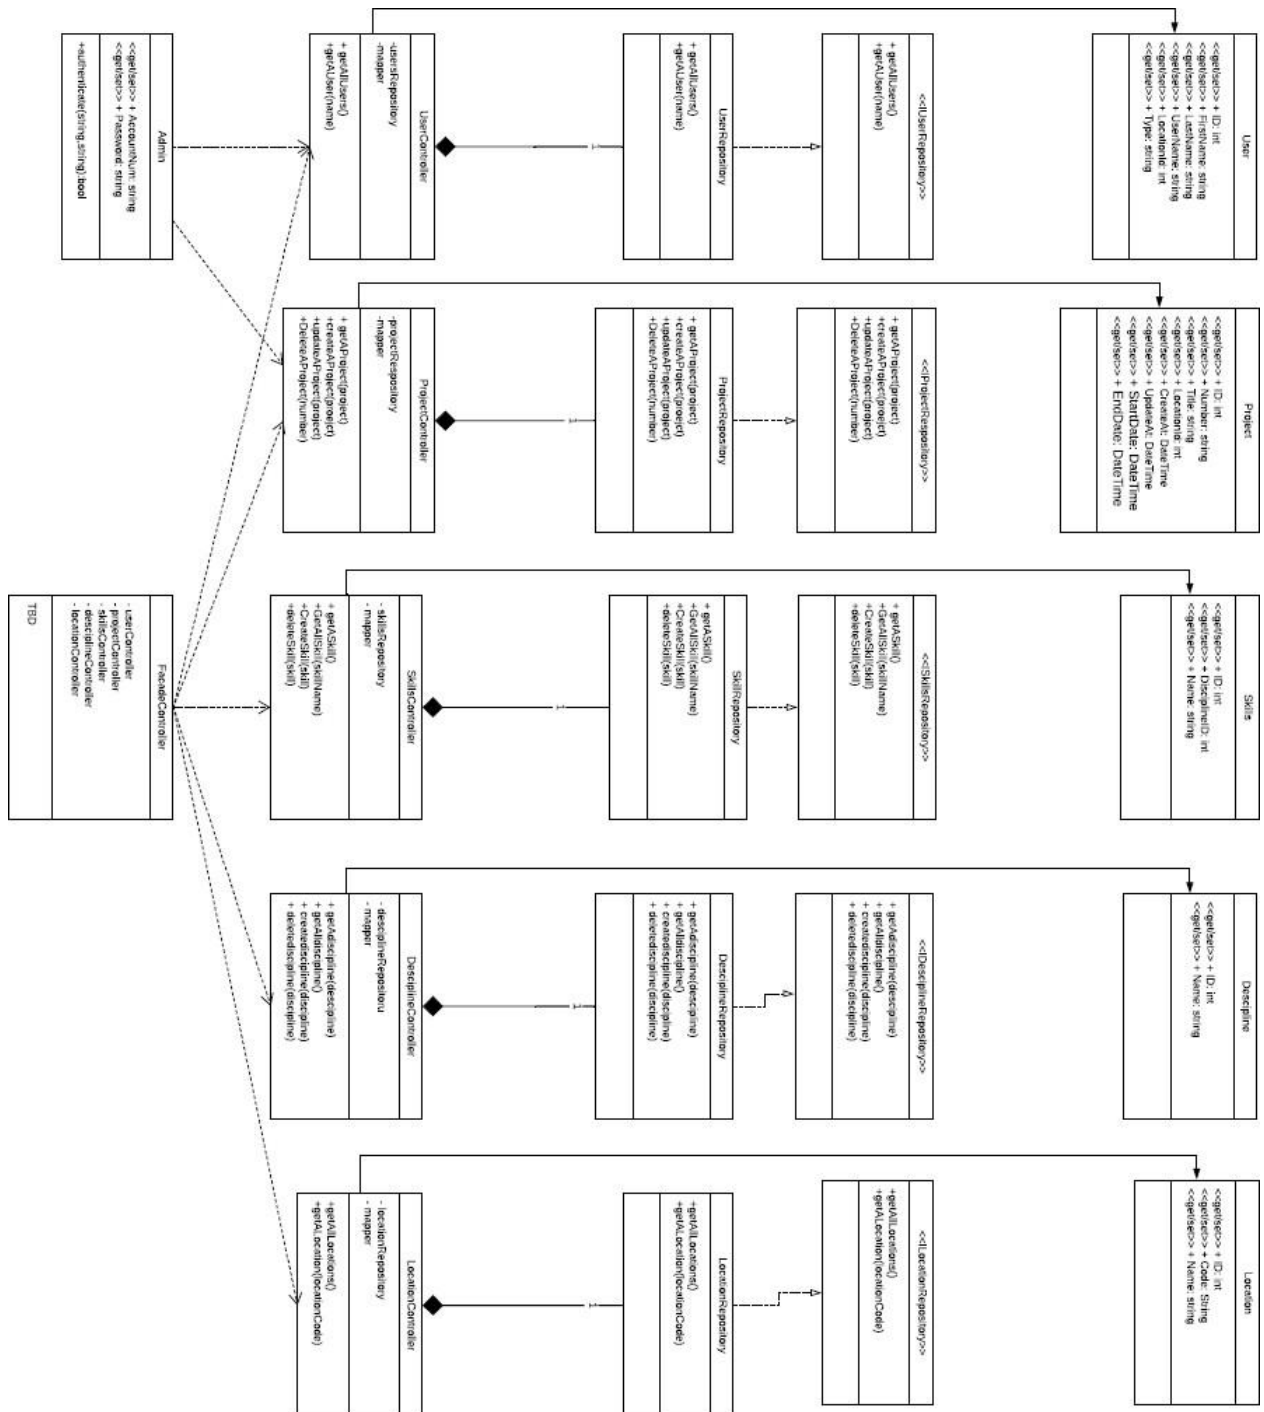 User
<<get/set>> + ID: int
<<get/set>> + FirstName: string
<<get/set>> + LastName: string
<<get/set>> + UserName: string
<<get/set>> + LocationId: int
<<get/set>> + Type: string
Project
<<get/set>> + ID: int
<<get/set>> + Number: string
<<get/set>> + Title: string
<<get/set>> + LocationId: int
<<get/set>> + CreateAt: DateTime
<<get/set>> + UpdateAt: DateTime
<<get/set>> + StartDate: DateTime
<<get/set>> + EndDate: DateTime
Skills
<<get/set>> + ID: int
<<get/set>> + DisciplineID: int
<<get/set>> + Name: string
Descipline
<<get/set>> + ID: int
<<get/set>> + Name: string
Location
<<get/set>> + ID: int
<<get/set>> + Code: String
<<get/set>> + Name: string
<<IUserRepository>>
+ getAllUsers()
+getAUser(name)
<<IProjectRespository>>
+ getAProject(project)
+createAProject(proejct)
+updateAProject(project)
+DeleteAProject(number)
<<ISkillsRepository>>
+ getASkill()
+GetAllSkill(skillName)
+CreateSkill(skill)
+deleteSkill(skill)
<<IDesciplineRepository>>
+ getAdiscipline(descipline)
+ getAlldiscipline()
+ creatediscipline(discipline)
+ deletediscipline(discipline)
<<ILocationRepository>>
+getAllLocations()
+getALocation(locationCode)
UserRepository
+ getAllUsers()
+getAUser(name)
ProjectRepository
+ getAProject(project)
+createAProject(proejct)
+updateAProject(project)
+DeleteAProject(number)
SkillRepository
+ getASkill()
+GetAllSkill(skillName)
+CreateSkill(skill)
+deleteSkill(skill)
DesciplineRepository
+ getAdiscipline(descipline)
+ getAlldiscipline()
+ creatediscipline(discipline)
+ deletediscipline(discipline)
LocationRepository
+getAllLocations()
+getALocation(locationCode)
1
1
1
1
1
UserController
-usersRepository
-mapper
+ getAllUsers()
+getAUser(name)
ProjectController
-projectRespository
-mapper
+ getAProject(project)
+createAProject(proejct)
+updateAProject(project)
+DeleteAProject(number)
SkillsController
- skillsRepository
- mapper
+ getASkill()
+GetAllSkill(skillName)
+CreateSkill(skill)
+deleteSkill(skill)
DesciplineController
- desciplineRepositoru
- mapper
+ getAdiscipline(descipline)
+ getAlldiscipline()
+ creatediscipline(discipline)
+ deletediscipline(discipline)
LocationController
- locationRepository
- mapper
+getAllLocations()
+getALocation(locationCode)
Admin
<<get/set>> + AccountNum: string
<<get/set>> + Password: string
+authenticate(string,string):bool
FacadeController
- userController
- projectController
- skillsController
- desciplineController
- locationController
TBD